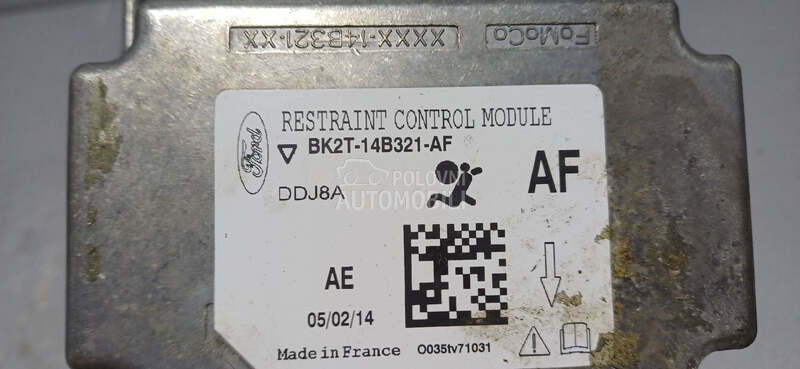 XXXX-14B321-XX
FoMoCo
Ford
RESTRAINT CONTROL MODULE
BK2T-14B321-AF
POLOVNI
AUTOMOBILI
DDJ8A
AF
AE
05/02/14
Made in France
O035tv71031